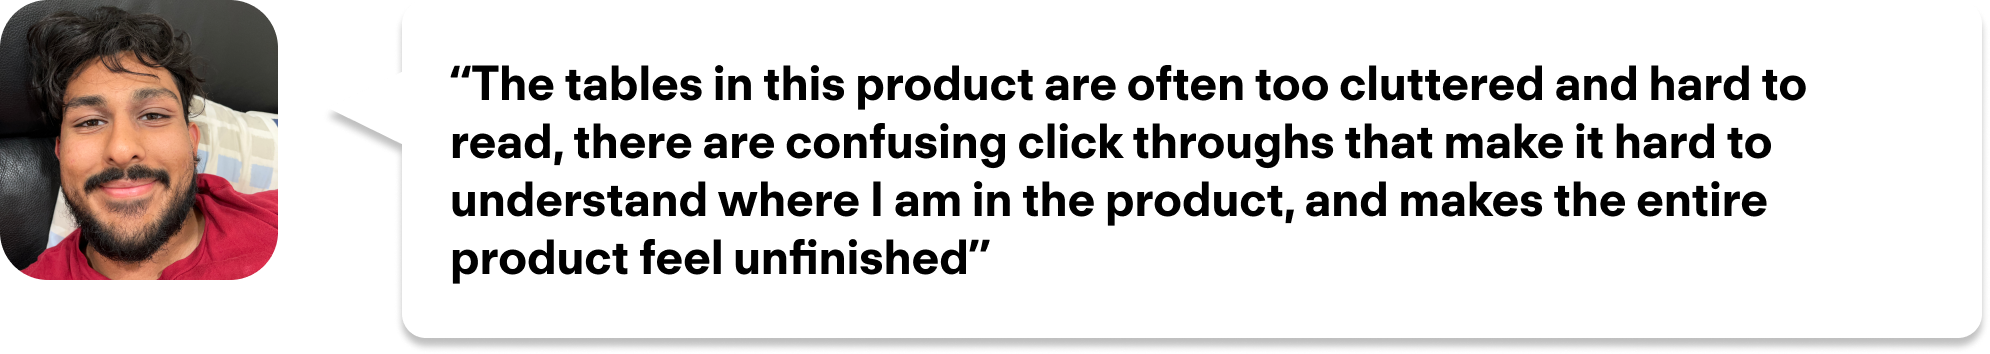 “The tables in this product are often too cluttered and hard to
read, there are confusing click throughs that make it hard to
understand where I am in the product, and makes the entire
product feel unfinished”